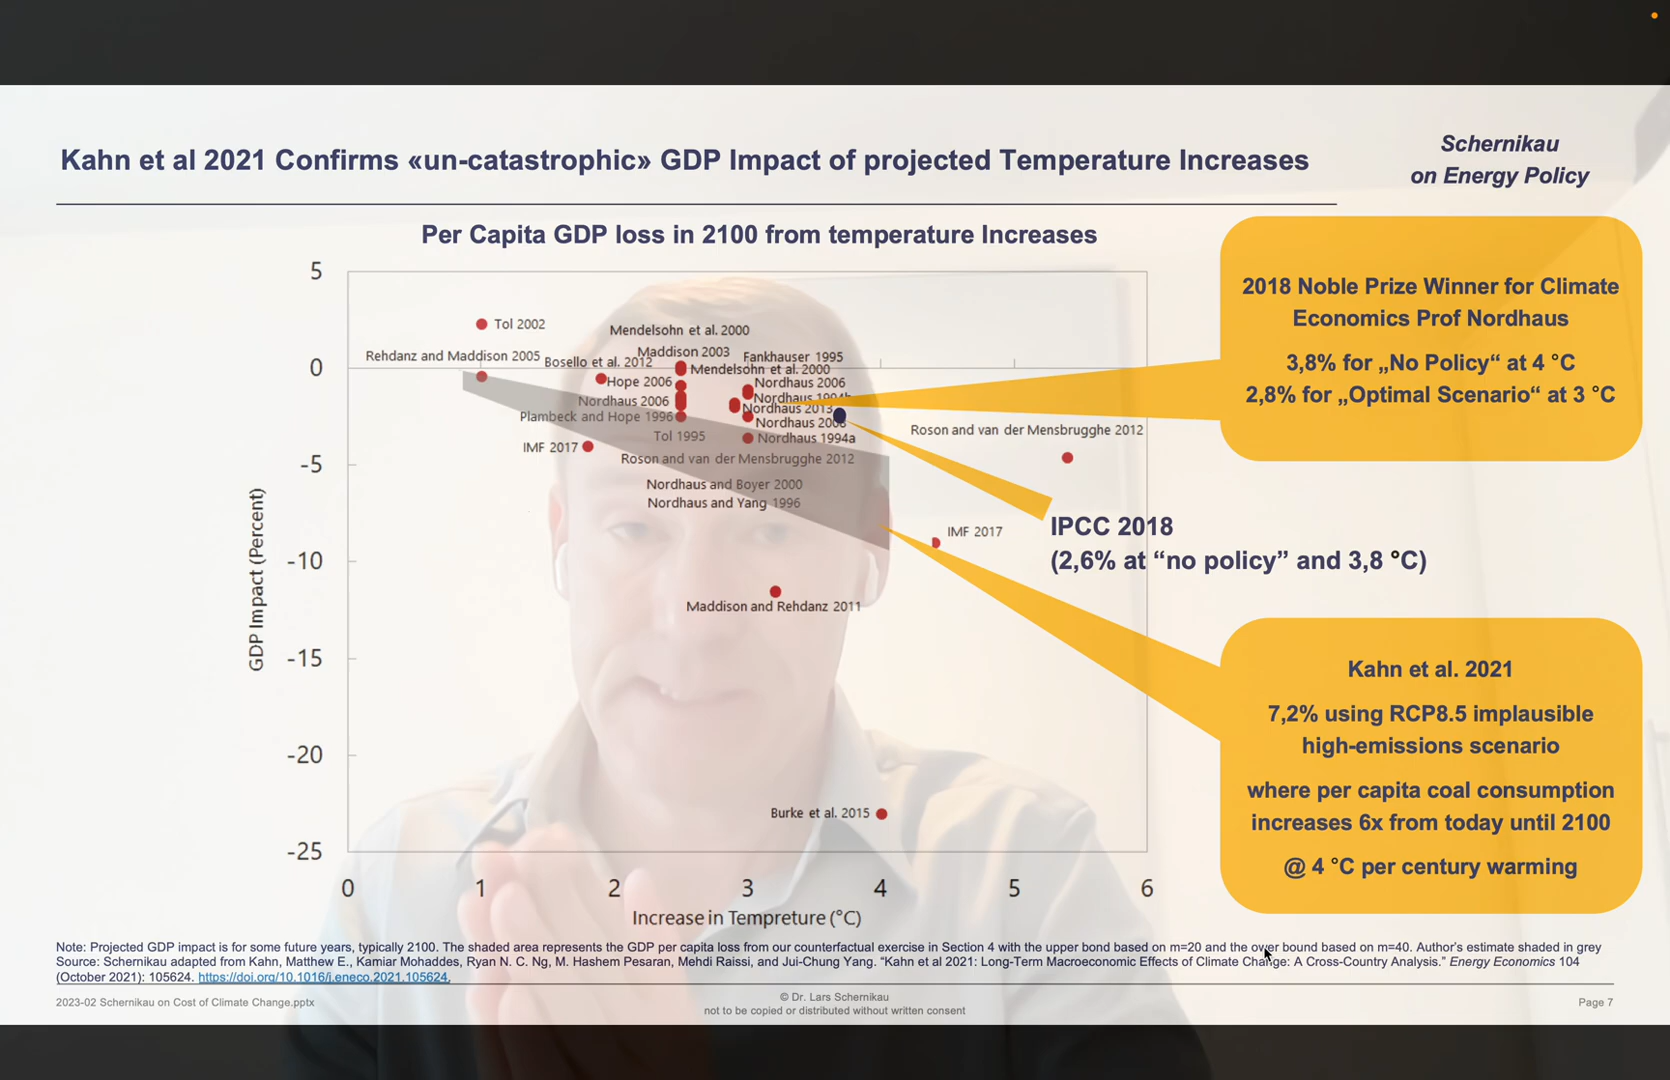 Kahn et al 2021 Confirms «un-catastrophic» GDP Impact of projected Temperature Increases
Schernikau
on Energy Policy
Per Capita GDP loss in 2100 from temperature Increases
5
0
-5
-10
-15
-20
-25
GDP Impact (Percent)
Tol 2002
Mendelsohn et al. 2000
Rehdanz and Maddison 2005
Bosello et al. 2012
Maddison 2003
Fankhauser 1995
Mendelsohn et al. 2000
Hope 2006
Nordhaus 2006
Nordhaus 2006
Nordhaus 1994b
Nordhaus 2013
Plambeck and Hope 1996
Nordhaus 2008
Tol 1995
Nordhaus 1994a
Roson and van der Mensbrugghe 2012
IMF 2017
Roson and van der Mensbrugghe 2012
Nordhaus and Boyer 2000
Nordhaus and Yang 1996
IMF 2017
Maddison and Rehdanz 2011
Burke et al. 2015
0 1 2 3 4 5 6
Increase in Tempreture (°C)
2018 Noble Prize Winner for Climate
Economics Prof Nordhaus
3,8% for „No Policy“ at 4 °C
2,8% for „Optimal Scenario“ at 3 °C
IPCC 2018
(2,6% at “no policy” and 3,8 °C)
Kahn et al. 2021
7,2% using RCP8.5 implausible
high-emissions scenario
where per capita coal consumption
increases 6x from today until 2100
@ 4 °C per century warming
Note: Projected GDP impact is for some future years, typically 2100. The shaded area represents the GDP per capita loss from our counterfactual exercise in Section 4 with the upper bond based on m=20 and the over bound based on m=40. Author’s estimate shaded in grey
Source: Schernikau adapted from Kahn, Matthew E., Kamiar Mohaddes, Ryan N. C. Ng, M. Hashem Pesaran, Mehdi Raissi, and Jui-Chung Yang. “Kahn et al 2021: Long-Term Macroeconomic Effects of Climate Change: A Cross-Country Analysis.” Energy Economics 104
(October 2021): 105624. https://doi.org/10.1016/j.eneco.2021.105624.
2023-02 Schernikau on Cost of Climate Change.pptx
© Dr. Lars Schernikau
not to be copied or distributed without written consent
Page 7